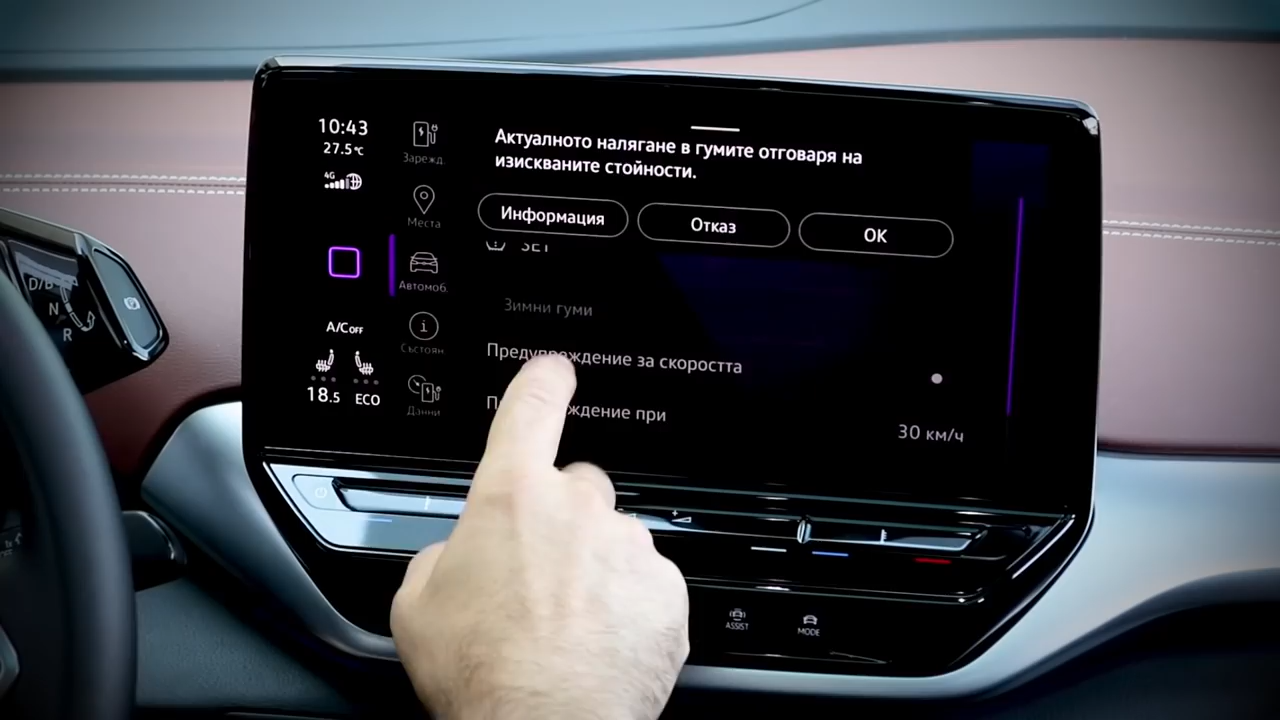 10:43
27.5°C
4G
A/C OFF
18.5 ECO
Зарежд.
Места
Автомоб.
Състоян
Данни
Актуалното налягане в гумите отговаря на
изискваните стойности.
Информация
Отказ
OK
SET
Зимни гуми
Предупреждение за скоростта
ждение при
30 км/ч
D/B
N
R
ASSIST
MODE